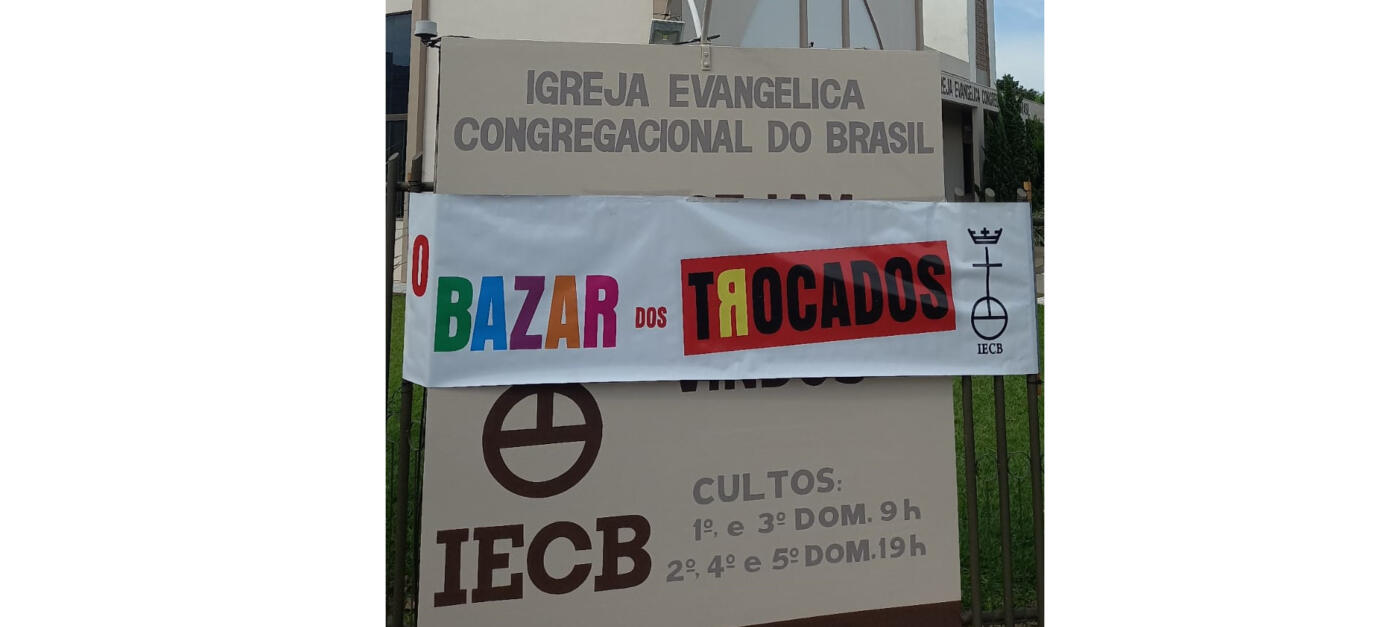 IGREJA EVANGELICA
CONGREGACIONAL DO BRASIL
O BAZAR DOS TROCADOS
IECB
VINDOS
IECB
CULTOS:
1º, e 3º DOM. 9 h
2º, 4º e 5º DOM. 19 h